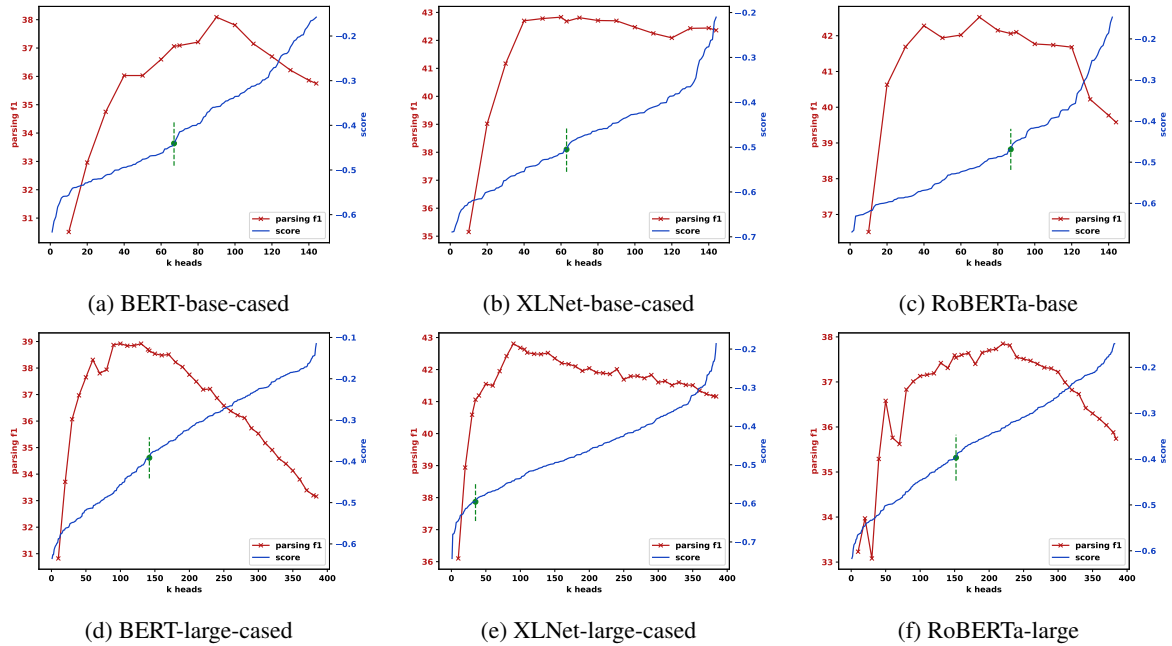 38
37
36
35
34
33
32
31
parsing f1
−0.2
−0.3
−0.4
−0.5
−0.6
score
parsing f1
score
0 20 40 60 80 100 120 140
k heads
(a) BERT-base-cased
43
42
41
40
39
38
37
36
35
parsing f1
−0.2
−0.3
−0.4
−0.5
−0.6
−0.7
score
parsing f1
score
0 20 40 60 80 100 120 140
k heads
(b) XLNet-base-cased
42
41
40
39
38
37
parsing f1
−0.2
−0.3
−0.4
−0.5
−0.6
score
parsing f1
score
0 20 40 60 80 100 120 140
k heads
(c) RoBERTa-base
39
38
37
36
35
34
33
32
31
parsing f1
−0.1
−0.2
−0.3
−0.4
−0.5
−0.6
score
parsing f1
score
0 50 100 150 200 250 300 350 400
k heads
(d) BERT-large-cased
43
42
41
40
39
38
37
36
parsing f1
−0.2
−0.3
−0.4
−0.5
−0.6
−0.7
score
parsing f1
score
0 50 100 150 200 250 300 350 400
k heads
(e) XLNet-large-cased
38
37
36
35
34
33
parsing f1
−0.2
−0.3
−0.4
−0.5
−0.6
score
parsing f1
score
0 50 100 150 200 250 300 350 400
k heads
(f) RoBERTa-large